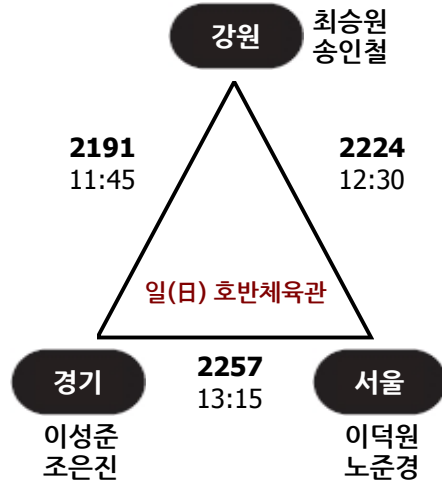 강원
최승원
송인철
2191
11:45
2224
12:30
일(日) 호반체육관
경기
2257
13:15
서울
이성준
조은진
이덕원
노준경